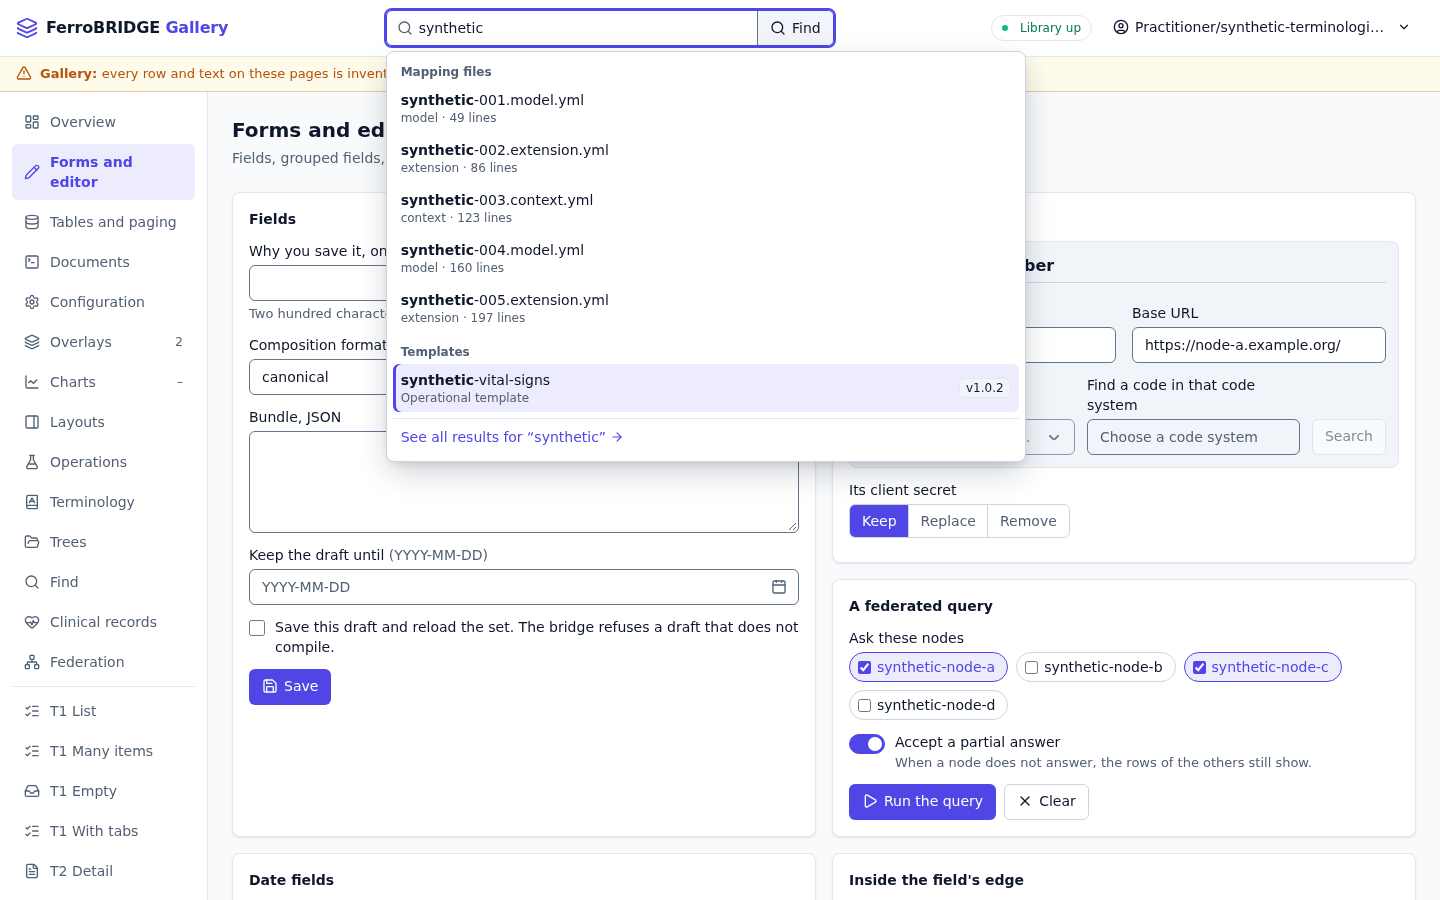 FerroBRIDGE Gallery
synthetic
Find
Library up
Practitioner/synthetic-terminologi…
Gallery: every row and text on these pages is invent
Mapping files
synthetic-001.model.yml
model · 49 lines
synthetic-002.extension.yml
extension · 86 lines
synthetic-003.context.yml
context · 123 lines
synthetic-004.model.yml
model · 160 lines
synthetic-005.extension.yml
extension · 197 lines
Templates
synthetic-vital-signs
Operational template
v1.0.2
See all results for “synthetic” →
Overview
Forms and
editor
Tables and paging
Documents
Configuration
Overlays 2
Charts –
Layouts
Operations
Terminology
Trees
Find
Clinical records
Federation
T1 List
T1 Many items
T1 Empty
T1 With tabs
T2 Detail
Forms and ed
Fields, grouped fields,
Fields
Why you save it, on
Two hundred charact
Composition format
canonical
Bundle, JSON
Keep the draft until (YYYY-MM-DD)
YYYY-MM-DD
Save this draft and reload the set. The bridge refuses a draft that does not
compile.
Save
ber
Base URL
https://node-a.example.org/
Find a code in that code
system
Choose a code system
Search
Its client secret
Keep Replace Remove
A federated query
Ask these nodes
synthetic-node-a synthetic-node-b synthetic-node-c
synthetic-node-d
Accept a partial answer
When a node does not answer, the rows of the others still show.
Run the query Clear
Date fields
Inside the field's edge